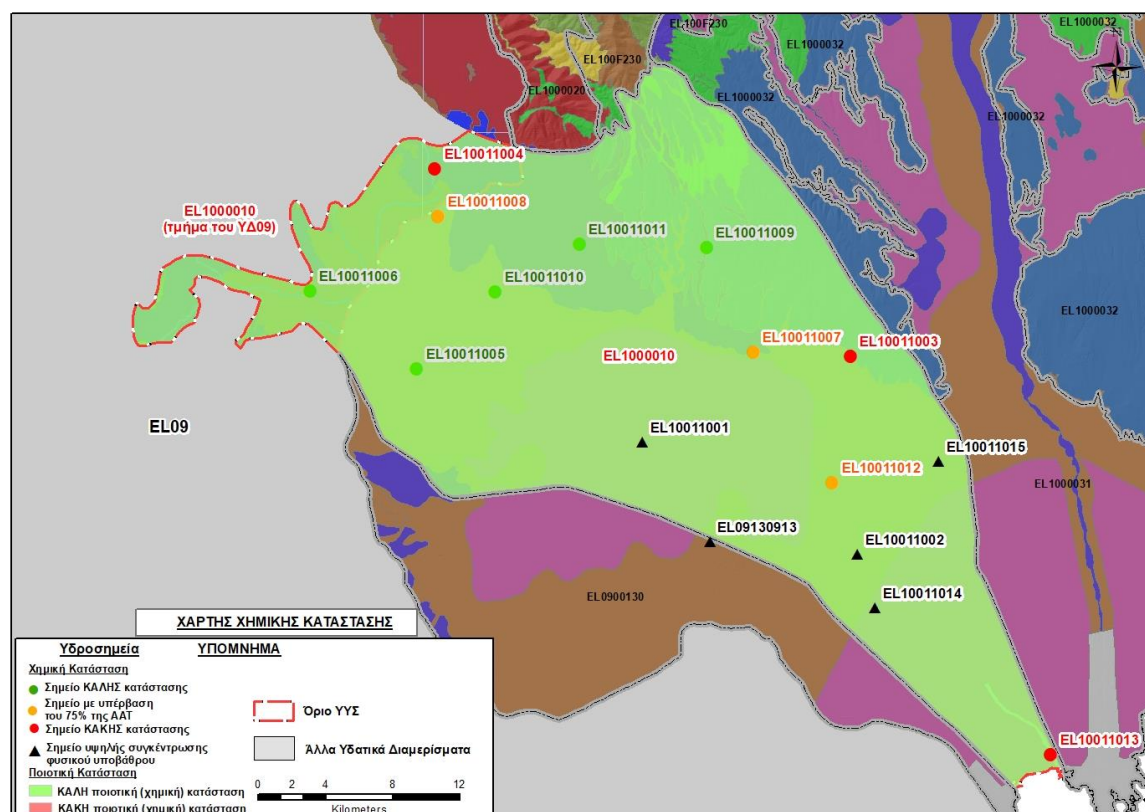 EL100F230
EL1000032
EL1000032
EL100F230
EL1000020
EL1000032
EL1000032
N
EL10011004
EL1000010
(τμήμα του ΥΔ09)
EL10011008
EL10011011
EL10011009
EL10011006
EL10011010
EL1000032
EL10011007
EL1000010
EL10011003
EL10011005
EL09
EL10011001
EL10011015
EL10011012
EL1000031
EL09130913
EL10011002
EL0900130
EL10011014
ΧΑΡΤΗΣ ΧΗΜΙΚΗΣ ΚΑΤΑΣΤΑΣΗΣ
Υδροσημεία ΥΠΟΜΝΗΜΑ
Χημική Κατάσταση
Σημείο ΚΑΛΗΣ κατάστασης
Σημείο με υπέρβαση
του 75% της ΑΑΤ
Όριο ΥΥΣ
Σημείο ΚΑΚΗΣ κατάστασης
Σημείο υψηλής συγκέντρωσης
φυσικού υποβάθρου
Άλλα Υδατικά Διαμερίσματα
Ποιοτική Κατάσταση
ΚΑΛΗ ποιοτική (χημική) κατάσταση
ΚΑΚΗ ποιοτική (χημική) κατάσταση
0 2 4 8 12
Kilometers
EL10011013